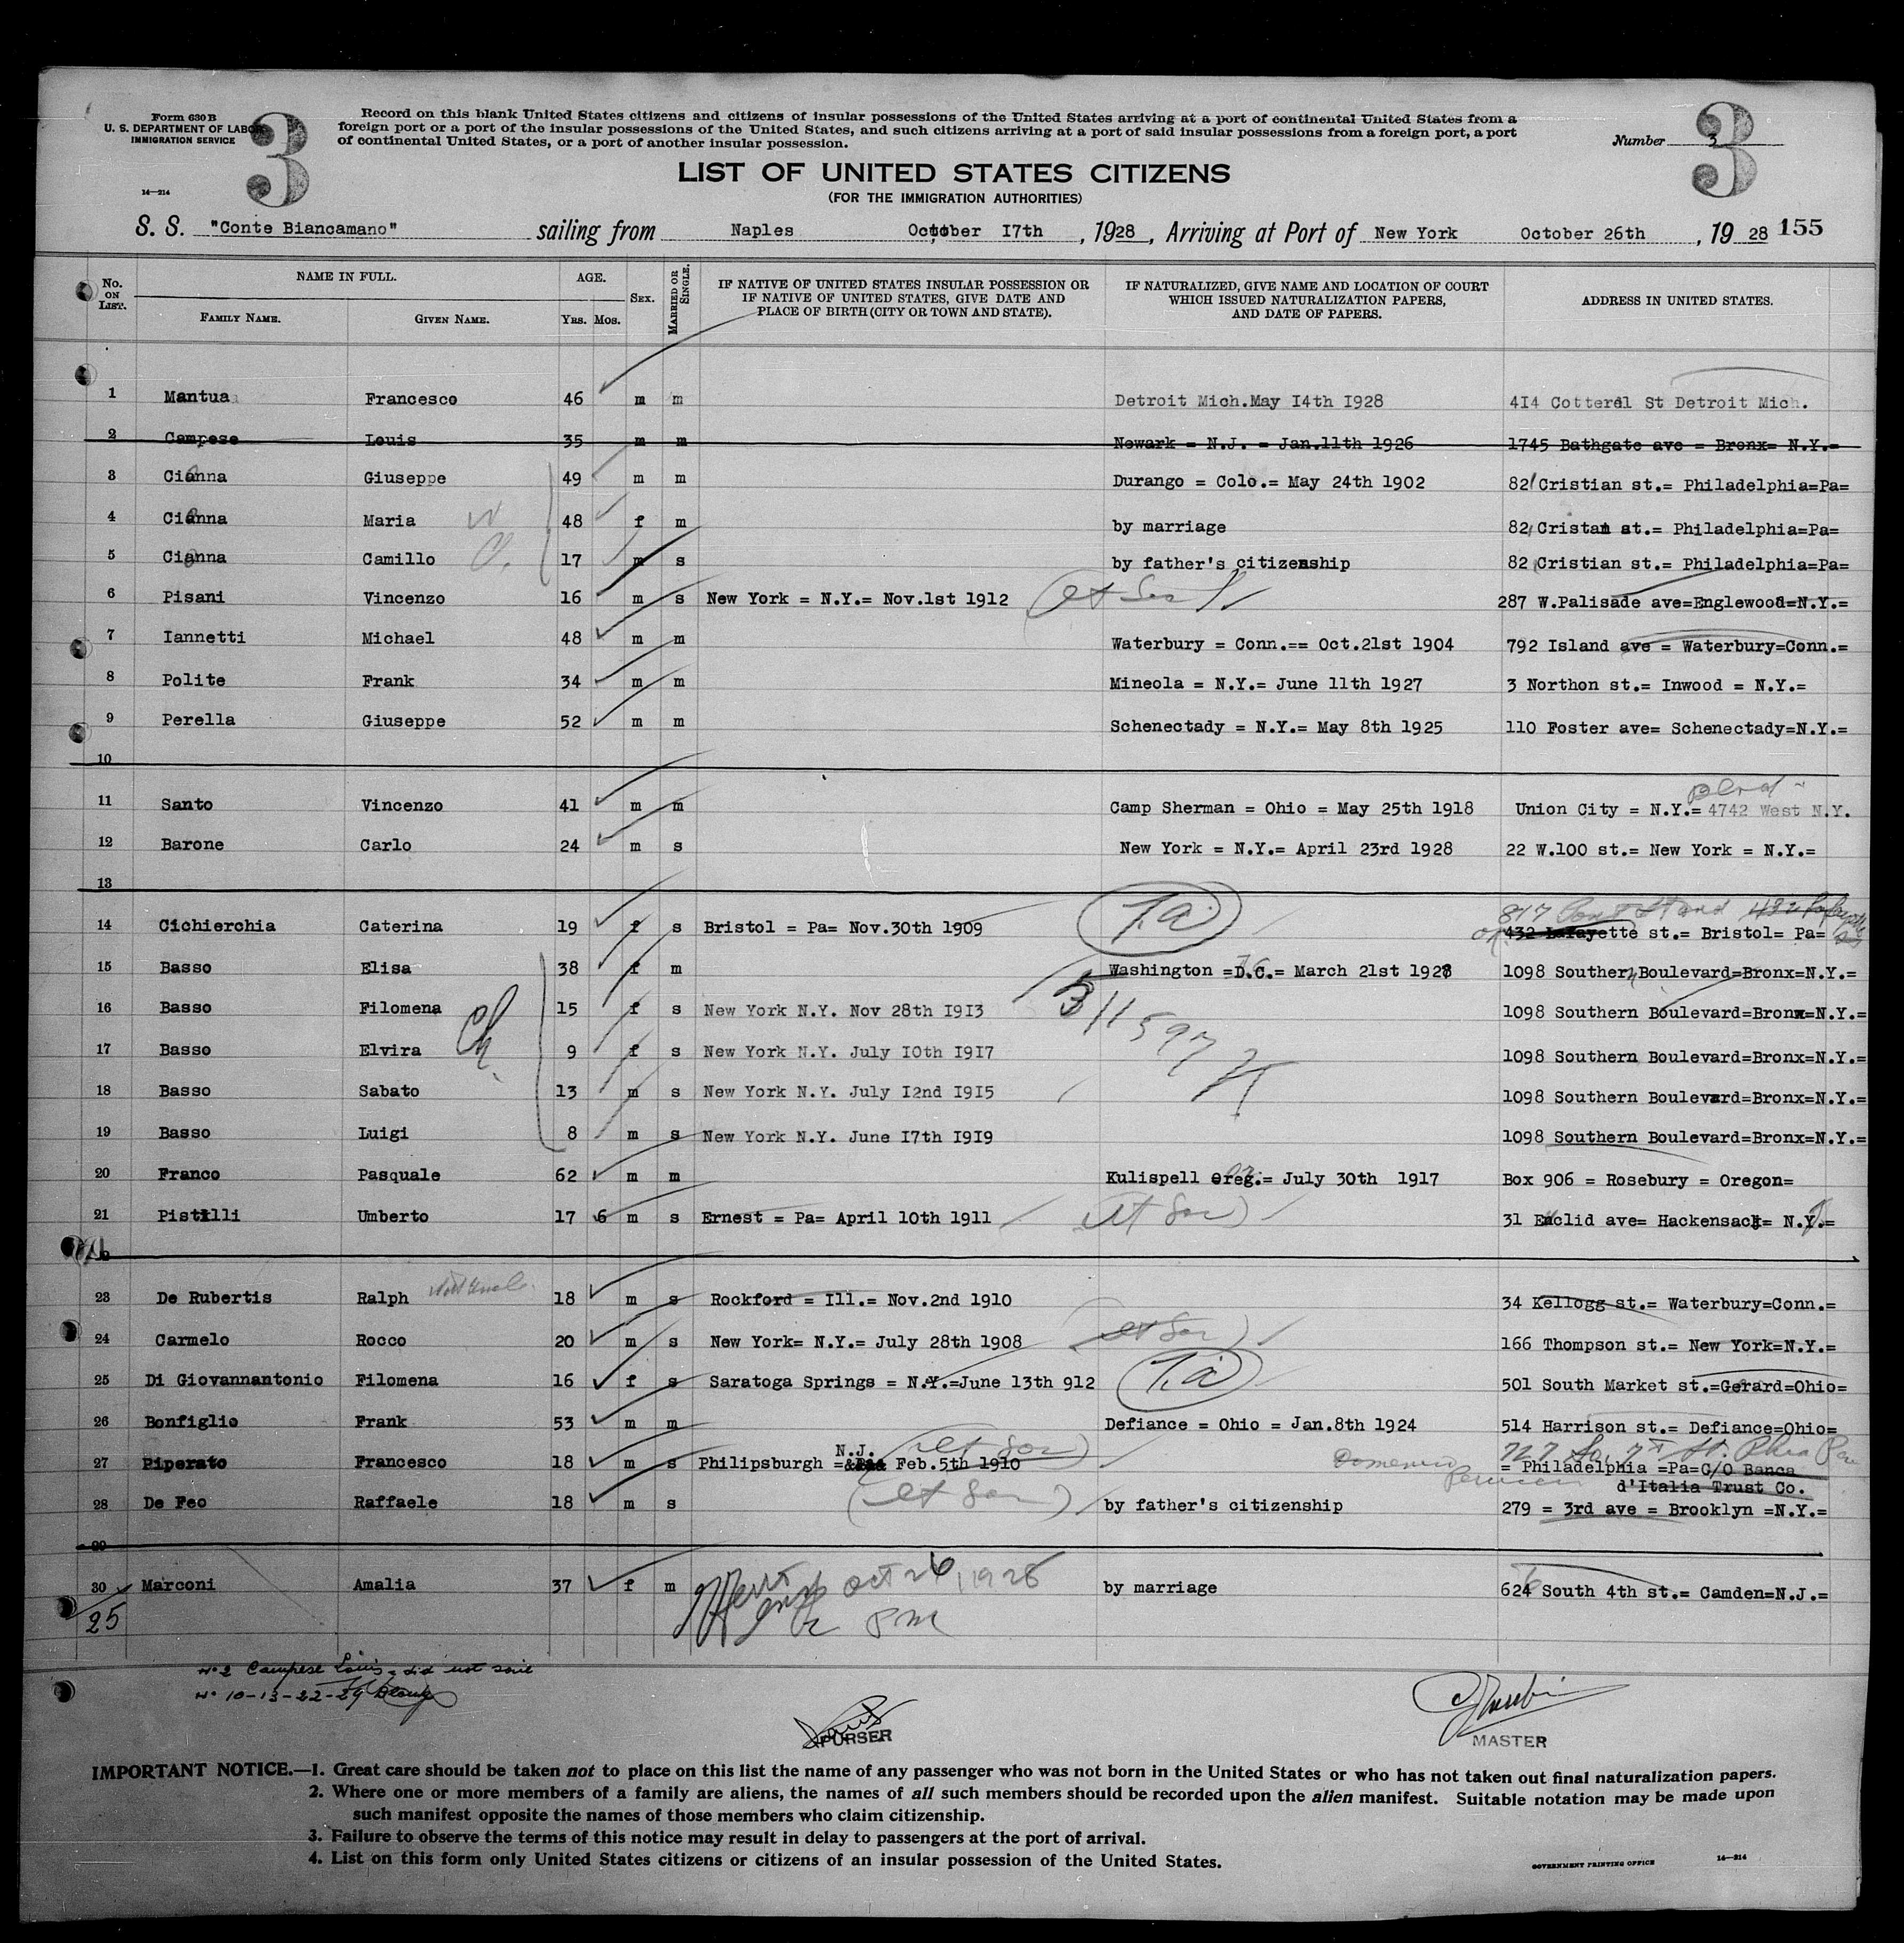 Form 630 B
U. S. DEPARTMENT OF LABOR
IMMIGRATION SERVICE
14—214
3
Record on this blank United States citizens and citizens of insular possessions of the United States arriving at a port of continental United States from a
foreign port or a port of the insular possessions of the United States, and such citizens arriving at a port of said insular possessions from a foreign port, a port
of continental United States, or a port of another insular possession.
Number 3
3
LIST OF UNITED STATES CITIZENS
(FOR THE IMMIGRATION AUTHORITIES)
S. S. "Conte Biancamano" sailing from Naples October 17th , 1928 , Arriving at Port of New York October 26th , 19 28 155
No. ON LIST. NAME IN FULL. FAMILY NAME. GIVEN NAME. AGE. YRS. MOS. SEX. MARRIED OR SINGLE. IF NATIVE OF UNITED STATES INSULAR POSSESSION OR IF NATIVE OF UNITED STATES, GIVE DATE AND PLACE OF BIRTH (CITY OR TOWN AND STATE). IF NATURALIZED, GIVE NAME AND LOCATION OF COURT WHICH ISSUED NATURALIZATION PAPERS, AND DATE OF PAPERS. ADDRESS IN UNITED STATES.
1 Mantua Francesco 46 m m Detroit Mich.May I4th I928 4I4 Cotterel St Detroit Mich.
2 Campese Louis 35 m m Newark = N.J. = Jan.11th 1926 1745 Bathgate ave = Bronx= N.Y.=
3 Cianna Giuseppe 49 m m Durango = Colo.= May 24th 1902 82 Cristian st.= Philadelphia=Pa=
4 Cianna Maria 48 f m by marriage 82 Cristan st.= Philadelphia=Pa=
5 Cianna Camillo 17 m s by father's citizenship 82 Cristian st.= Philadelphia=Pa=
6 Pisani Vincenzo 16 m s New York = N.Y.= Nov.1st 1912 287 W.Palisade ave=Englewood=N.Y.=
7 Iannetti Michael 48 m m Waterbury = Conn.== Oct.21st 1904 792 Island ave = Waterbury=Conn.=
8 Polite Frank 34 m m Mineola = N.Y.= June 11th 1927 3 Northon st.= Inwood = N.Y.=
9 Perella Giuseppe 52 m m Schenectady = N.Y.= May 8th 1925 110 Foster ave= Schenectady=N.Y.=
10
11 Santo Vincenzo 41 m m Camp Sherman = Ohio = May 25th 1918 Union City = N.Y.= 4742 West N.Y.
12 Barone Carlo 24 m s New York = N.Y.= April 23rd 1928 22 W.100 st.= New York = N.Y.=
13
14 Cichierchia Caterina 19 f s Bristol = Pa= Nov.30th 1909 432 Lafayette st.= Bristol= Pa=
15 Basso Elisa 38 f m Washington =D.C.= March 21st 1928 1098 Southern Boulevard=Bronx=N.Y.=
16 Basso Filomena 15 f s New York N.Y. Nov 28th I9I3 1098 Southern Boulevard=Bronx=N.Y.=
17 Basso Elvira 9 f s New York N.Y. July I0th I9I7 1098 Southern Boulevard=Bronx=N.Y.=
18 Basso Sabato 13 m s New York N.Y. July I2nd I9I5 1098 Southern Boulevard=Bronx=N.Y.=
19 Basso Luigi 8 m s New York N.Y. June I7th I9I9 1098 Southern Boulevard=Bronx=N.Y.=
20 Franco Pasquale 62 m m Kulispell Oreg.= July 30th 1917 Box 906 = Rosebury = Oregon=
21 Pistilli Umberto 17 6 m s Ernest = Pa= April 10th 1911 31 Euclid ave= Hackensack= N.
23 De Rubertis Ralph 18 m s Rockford = Ill.= Nov.2nd 1910 34 Kellogg st.= Waterbury=Conn.=
24 Carmelo Rocco 20 m s New York= N.Y.= July 28th 1908 166 Thompson st.= New York=N.Y.=
25 Di Giovannantonio Filomena 16 f s Saratoga Springs = N.Y.=June 13th 912 501 South Market st.=Gerard=Ohio=
26 Bonfiglio Frank 53 m m Defiance = Ohio = Jan.8th 1924 514 Harrison st.= Defiance=Ohio=
27 Piperato Francesco 18 m s Philipsburgh = N.J. Feb.5th 1910 = Philadelphia =Pa=C/O Banca
d'Italia Trust Co.
28 De Feo Raffaele 18 m s by father's citizenship 279 = 3rd ave = Brooklyn =N.Y.=
29
30 Marconi Amalia 37 f m Oct 26, 1928 by marriage 624 South 4th st.= Camden=N.J.=
25
No 2 Campese Louis = did not sail
No 10-13-22-29 Blank
PURSER
MASTER
IMPORTANT NOTICE.—1. Great care should be taken not to place on this list the name of any passenger who was not born in the United States or who has not taken out final naturalization papers.
2. Where one or more members of a family are aliens, the names of all such members should be recorded upon the alien manifest. Suitable notation may be made upon
such manifest opposite the names of those members who claim citizenship.
3. Failure to observe the terms of this notice may result in delay to passengers at the port of arrival.
4. List on this form only United States citizens or citizens of an insular possession of the United States.
GOVERNMENT PRINTING OFFICE 14—214